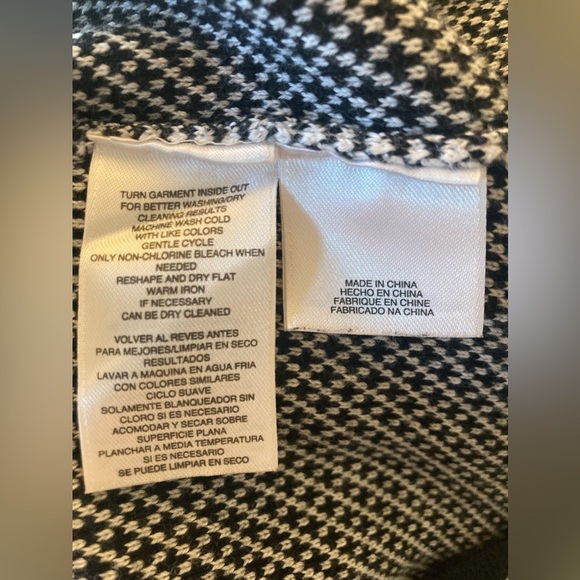 TURN GARMENT INSIDE OUT
FOR BETTER WASHING/DRY
CLEANING RESULTS
MACHINE WASH COLD
WITH LIKE COLORS
GENTLE CYCLE
ONLY NON-CHLORINE BLEACH WHEN
NEEDED
RESHAPE AND DRY FLAT
WARM IRON
IF NECESSARY
CAN BE DRY CLEANED
VOLVER AL REVES ANTES
PARA MEJORES/LIMPIAR EN SECO
RESULTADOS
LAVAR A MAQUINA EN AGUA FRIA
CON COLORES SIMILARES
CICLO SUAVE
SOLAMENTE BLANQUEADOR SIN
CLORO SI ES NECESARIO
ACOMODAR Y SECAR SOBRE
SUPERFICIE PLANA
PLANCHAR A MEDIA TEMPERATURA
SI ES NECESARIO
SE PUEDE LIMPIAR EN SECO
MADE IN CHINA
HECHO EN CHINA
FABRIQUE EN CHINE
FABRICADO NA CHINA